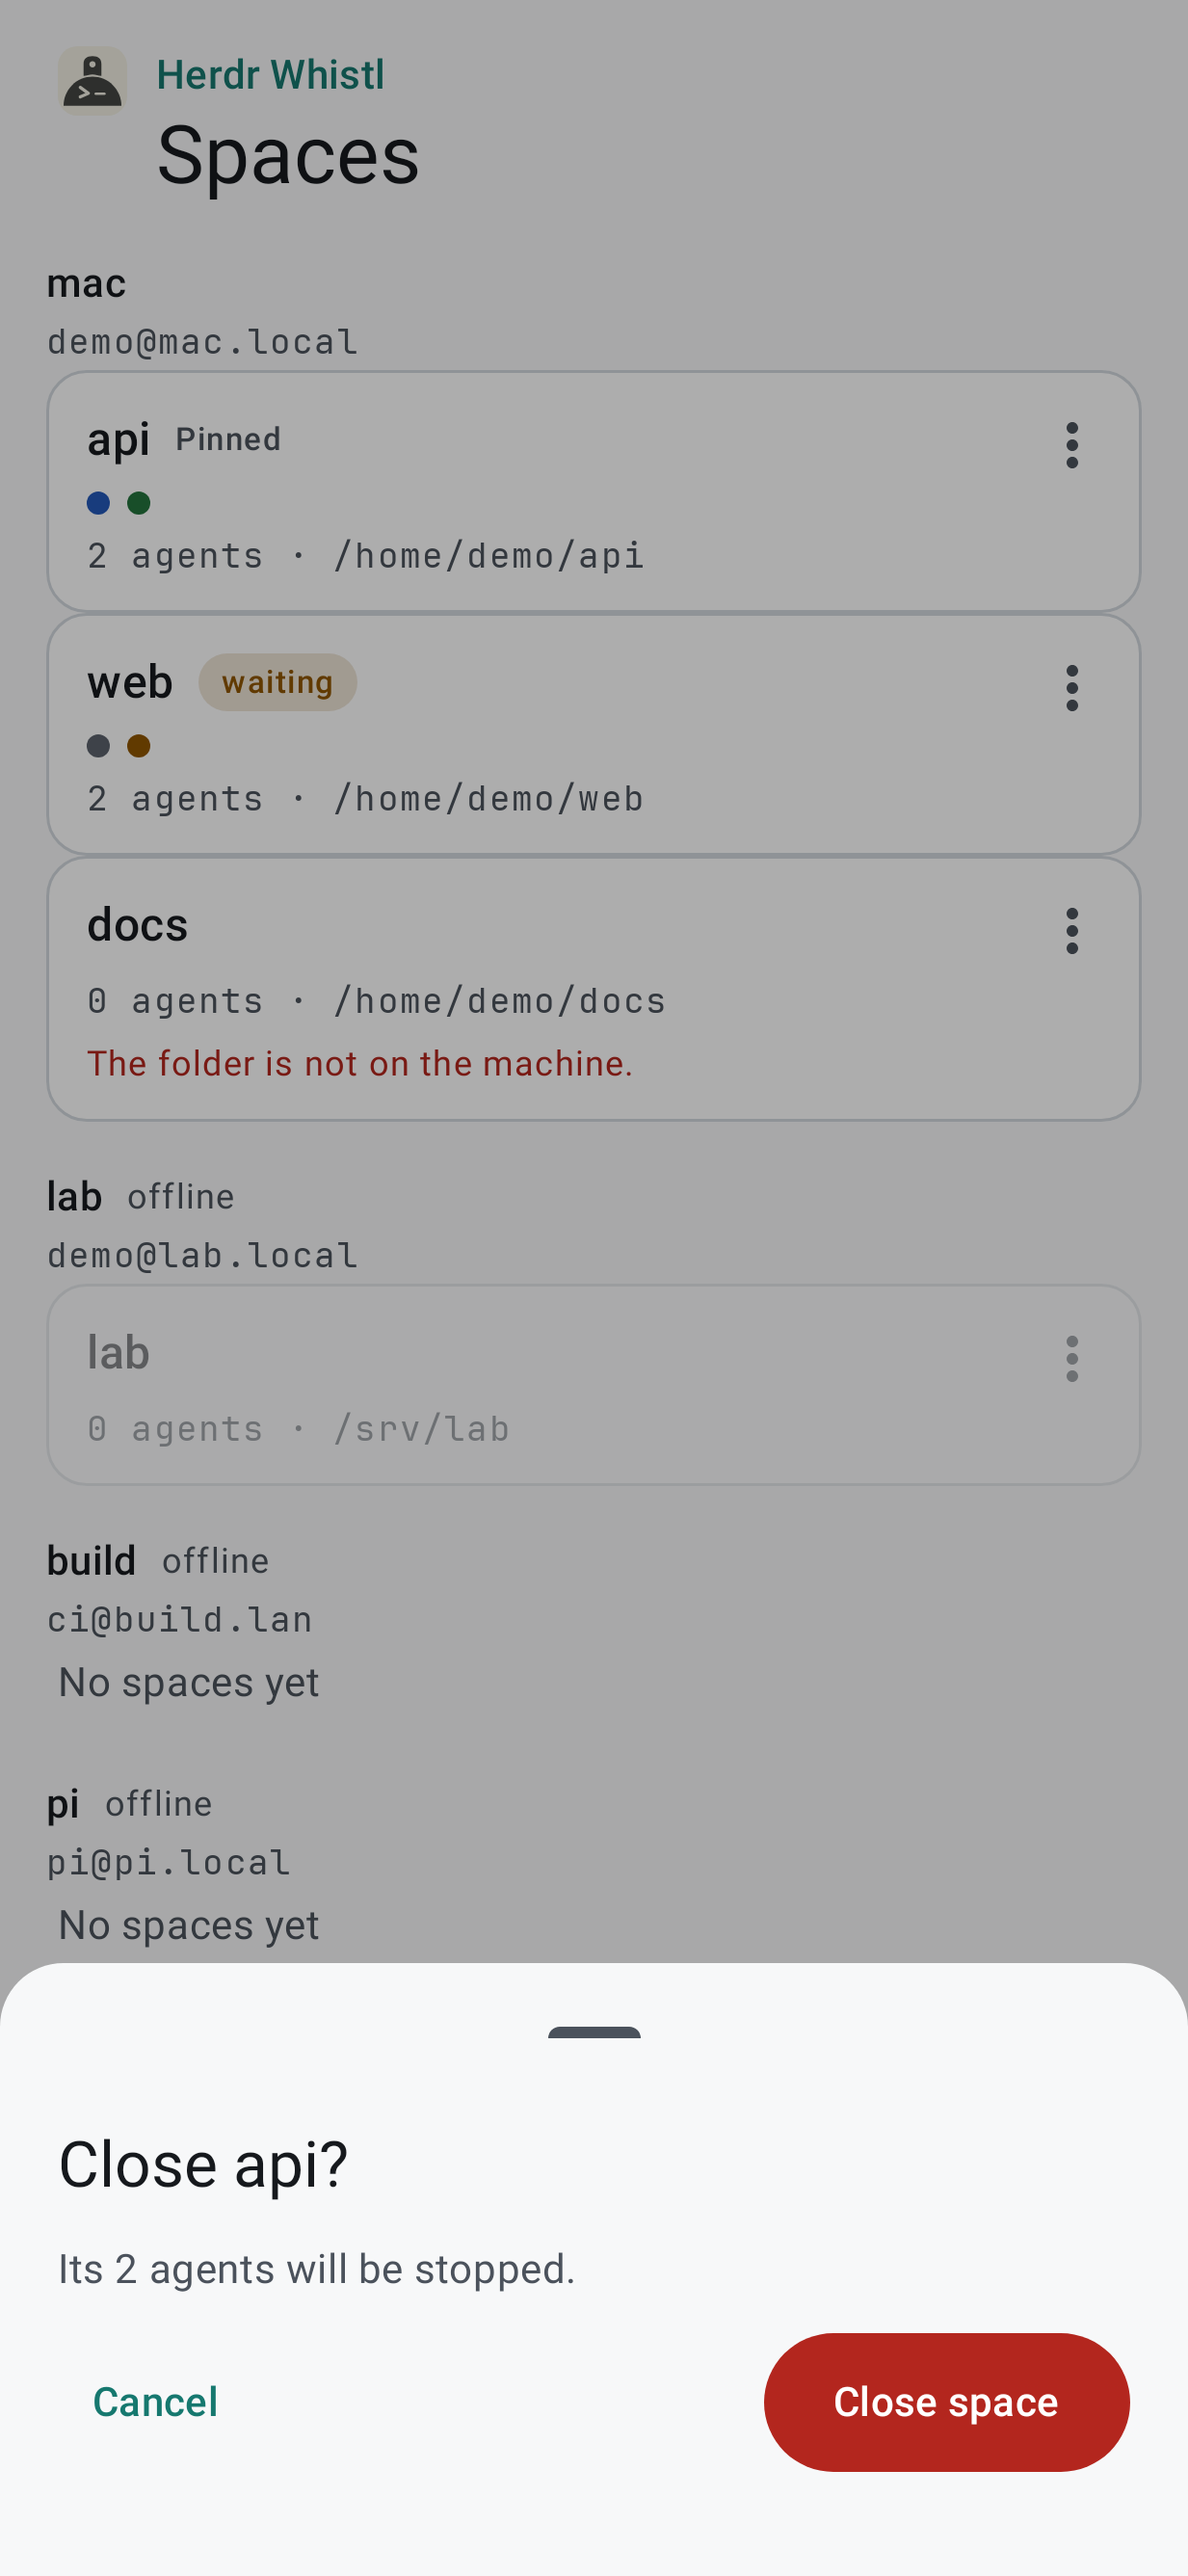 Herdr Whistl
Spaces
mac
demo@mac.local
api Pinned
2 agents · /home/demo/api
web waiting
2 agents · /home/demo/web
docs
0 agents · /home/demo/docs
The folder is not on the machine.
lab offline
demo@lab.local
lab
0 agents · /srv/lab
build offline
ci@build.lan
No spaces yet
pi offline
pi@pi.local
No spaces yet
Close api?
Its 2 agents will be stopped.
Cancel Close space